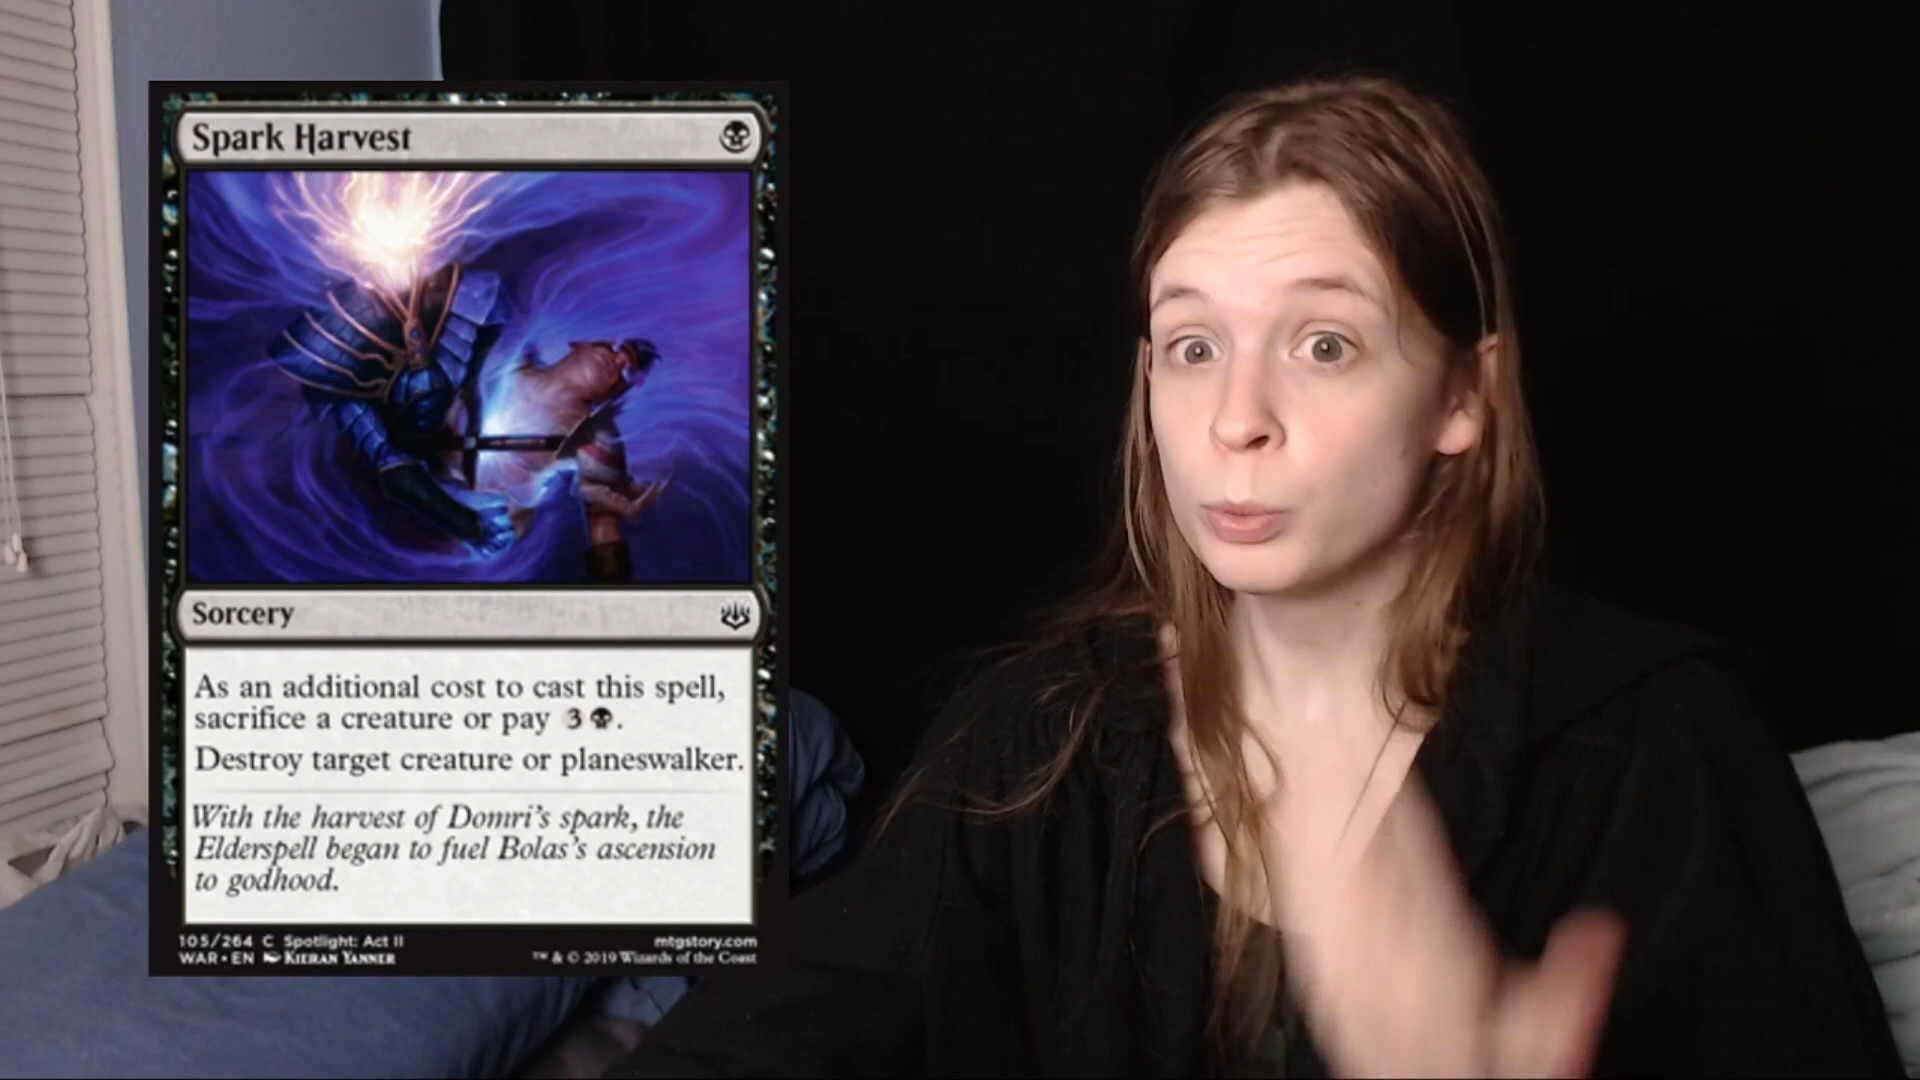 Spark Harvest
Sorcery
As an additional cost to cast this spell,
sacrifice a creature or pay 3.
Destroy target creature or planeswalker.
With the harvest of Domri's spark, the
Elderspell began to fuel Bolas's ascension
to godhood.
105/264 C Spotlight: Act II
mtgstory.com
WAR • EN KIERAN YANNER
™ & © 2019 Wizards of the Coast